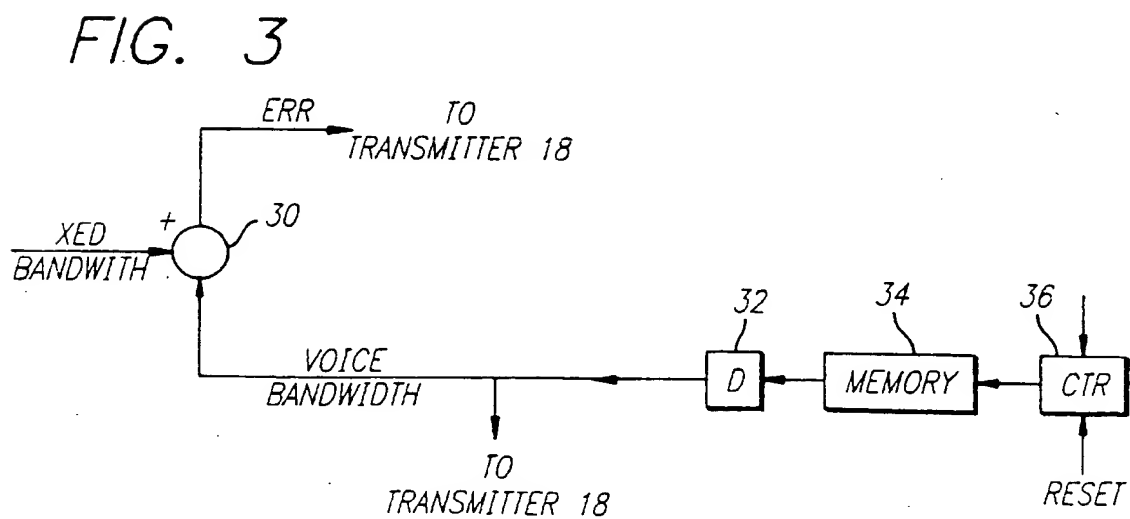 FIG. 3
ERR
TO
TRANSMITTER 18
+
30
XED
BANDWITH
32
34
36
VOICE
BANDWIDTH
D
MEMORY
CTR
TO
TRANSMITTER 18
RESET